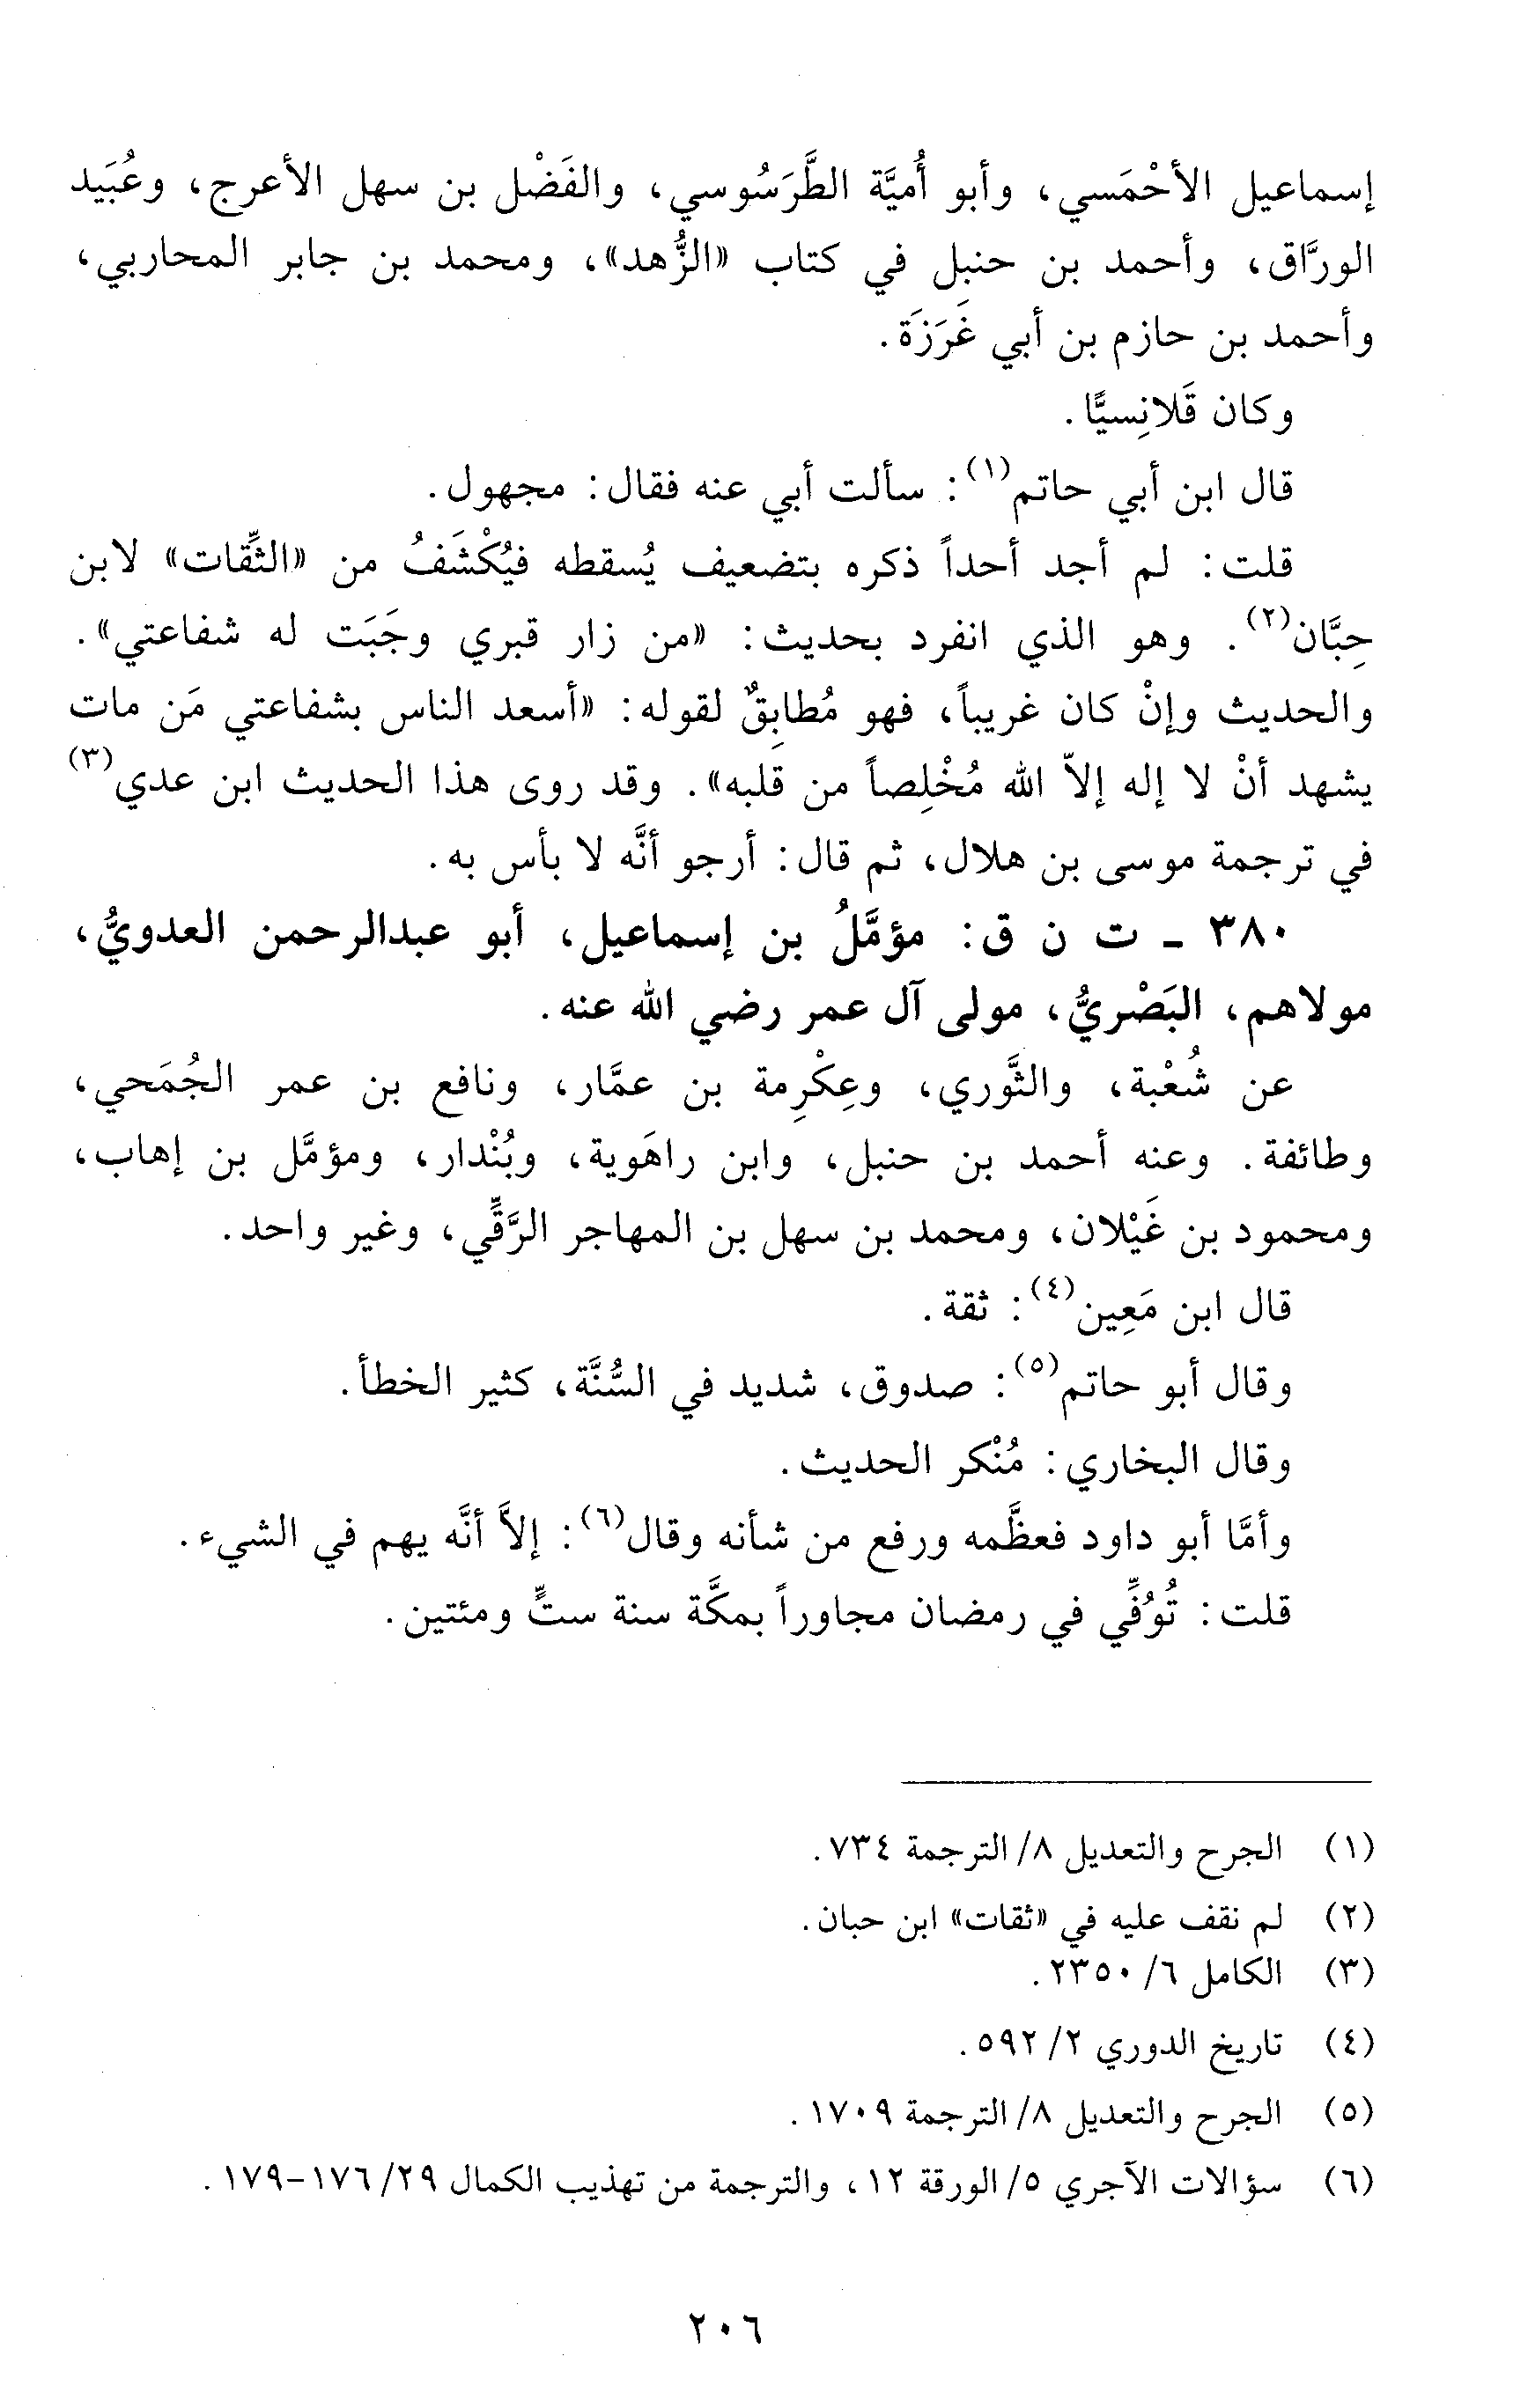 إسماعيل الأحْمَسي، وأبو أُميَّة الطَّرَسُوسي، والفَضْل بن سهل الأعرج، وعُبَيد
الورَّاق، وأحمد بن حنبل في كتاب «الزُّهد»، ومحمد بن جابر المحاربي،
وأحمد بن حازم بن أبي غَرَزَة.
وكان قَلانِسيًّا.
قال ابن أبي حاتم(١): سألت أبي عنه فقال: مجهول.
قلت: لم أجد أحداً ذكره بتضعيف يُسقطه فيُكْشَفُ من «الثِّقات» لابن
حِبَّان(٢). وهو الذي انفرد بحديث: «من زار قبري وجَبَت له شفاعتي».
والحديث وإنْ كان غريباً، فهو مُطابِقٌ لقوله: «أسعد الناس بشفاعتي مَن مات
يشهد أنْ لا إله إلاّ الله مُخْلِصاً من قلبه». وقد روى هذا الحديث ابن عدي(٣)
في ترجمة موسى بن هلال، ثم قال: أرجو أنَّه لا بأس به.
٣٨٠ ـ ت ن ق: مؤمَّلُ بن إسماعيل، أبو عبدالرحمن العدويُّ،
مولاهم، البَصْريُّ، مولى آل عمر رضي الله عنه.
عن شُعْبة، والثَّوري، وعِكْرِمة بن عمَّار، ونافع بن عمر الجُمَحي،
وطائفة. وعنه أحمد بن حنبل، وابن راهَوية، وبُنْدار، ومؤمَّل بن إهاب،
ومحمود بن غَيْلان، ومحمد بن سهل بن المهاجر الرَّقِّي، وغير واحد.
قال ابن مَعِين(٤): ثقة.
وقال أبو حاتم(٥): صدوق، شديد في السُّنَّة، كثير الخطأ.
وقال البخاري: مُنْكر الحديث.
وأمَّا أبو داود فعظَّمه ورفع من شأنه وقال(٦): إلاَّ أنَّه يهم في الشيء.
قلت: تُوُفِّي في رمضان مجاوراً بمكَّة سنة ستٍّ ومئتين.
(١) الجرح والتعديل ٨/ الترجمة ٧٣٤.
(٢) لم نقف عليه في «ثقات» ابن حبان.
(٣) الكامل ٦/ ٢٣٥٠.
(٤) تاريخ الدوري ٢/ ٥٩٢.
(٥) الجرح والتعديل ٨/ الترجمة ١٧٠٩.
(٦) سؤالات الآجري ٥/ الورقة ١٢، والترجمة من تهذيب الكمال ٢٩/ ١٧٦-١٧٩.
٢٠٦